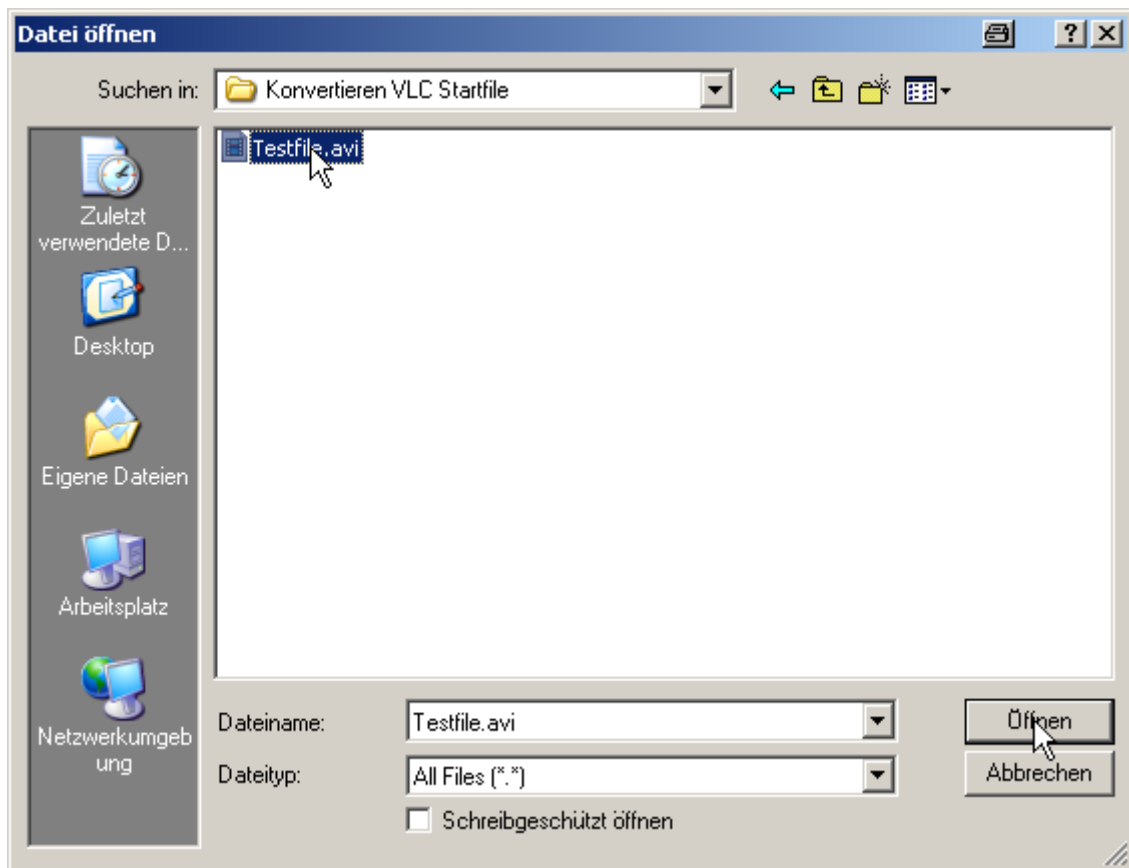 Datei öffnen
Suchen in:
Konvertieren VLC Startfile
Testfile.avi
Zuletzt
verwendete D...
Desktop
Eigene Dateien
Arbeitsplatz
Netzwerkumgeb
ung
Dateiname:
Testfile.avi
Öffnen
Dateityp:
All Files (*.*)
Abbrechen
Schreibgeschützt öffnen